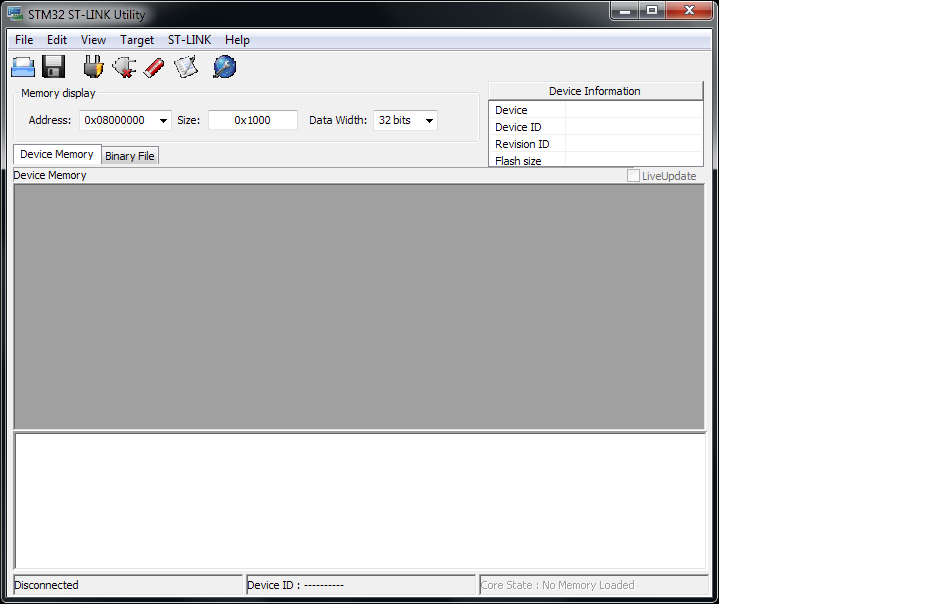 STM32 ST-LINK Utility
File Edit View Target ST-LINK Help
Memory display
Address: 0x08000000 Size: 0x1000 Data Width: 32 bits
Device Information
Device
Device ID
Revision ID
Flash size
Device Memory Binary File
Device Memory LiveUpdate
Disconnected Device ID : ---------- Core State : No Memory Loaded